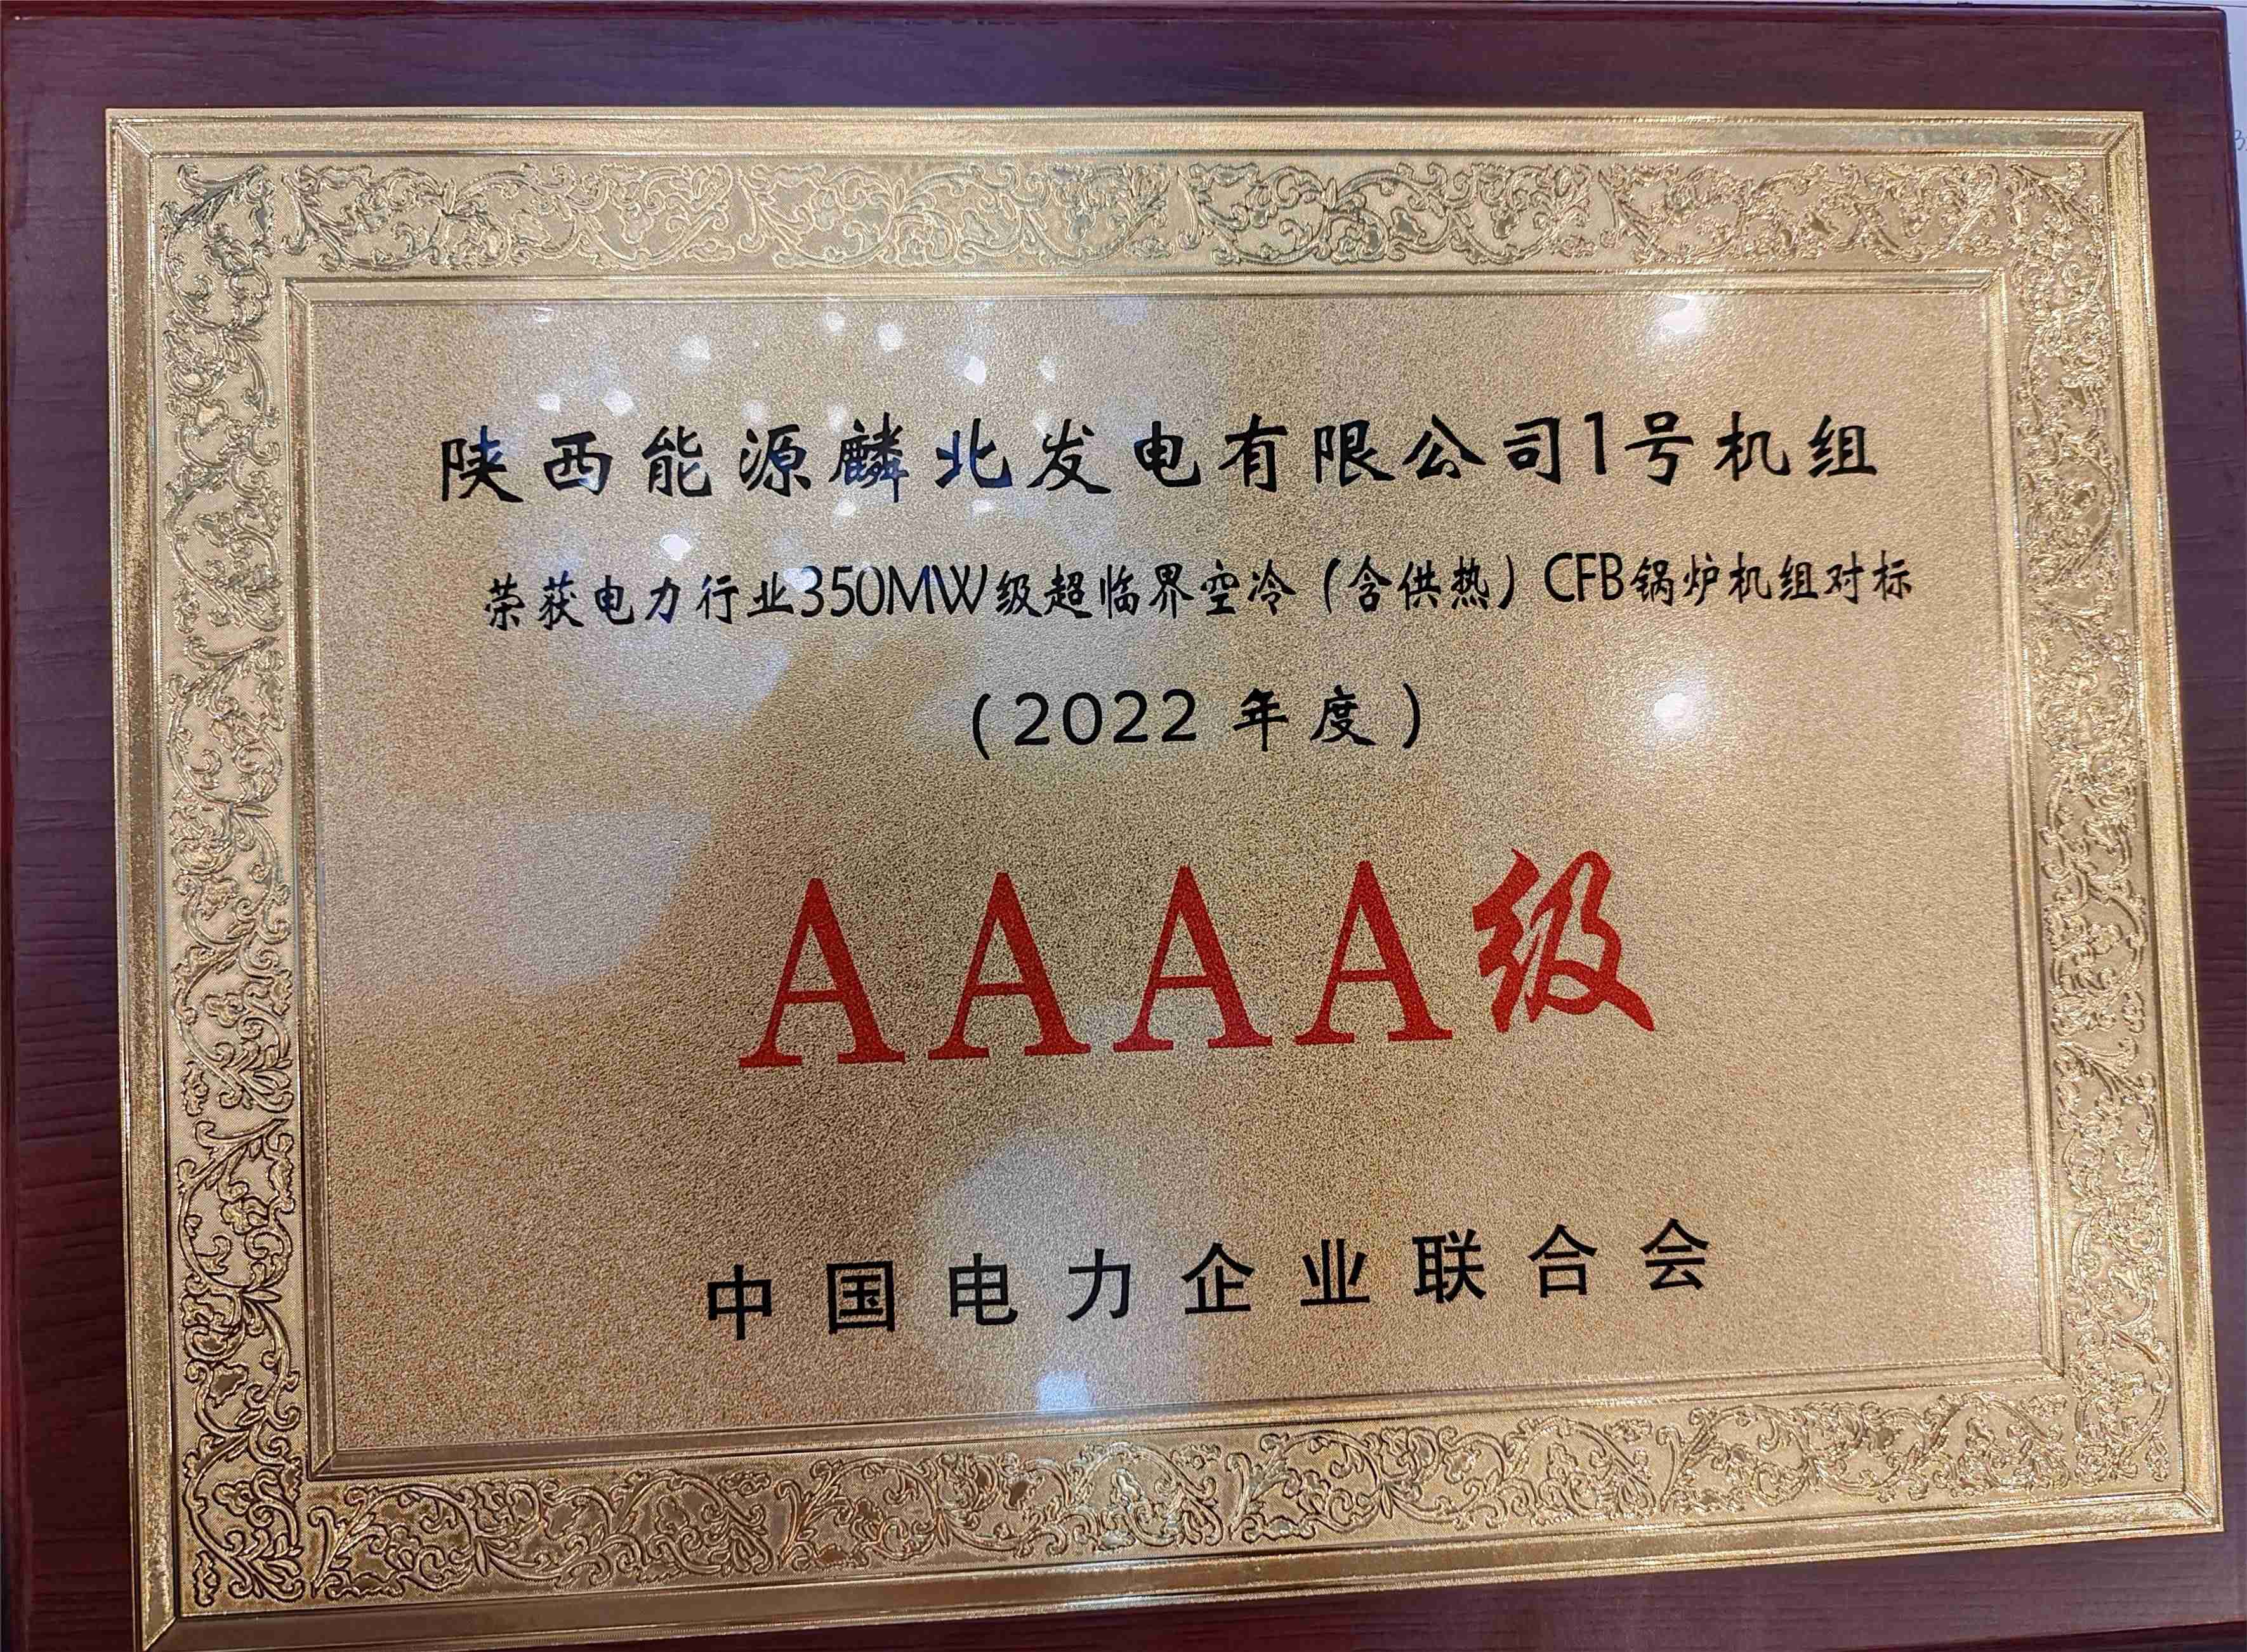 陕西能源麟北发电有限公司1号机组
荣获电力行业350MW级超临界空冷（含供热）CFB锅炉机组对标
（2022年度）
AAAA级
中国电力企业联合会